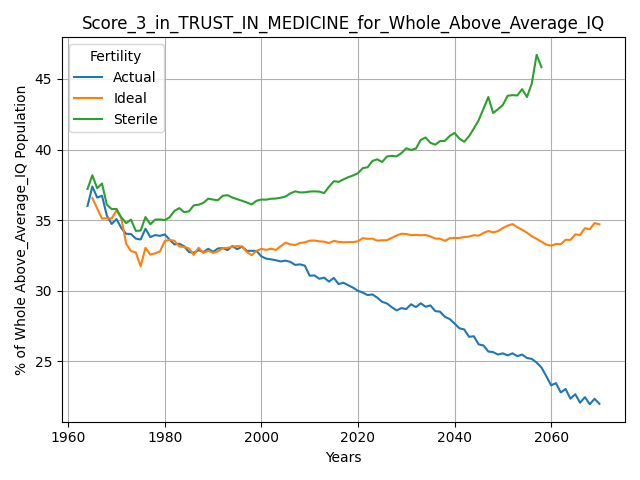 Score_3_in_TRUST_IN_MEDICINE_for_Whole_Above_Average_IQ
Fertility
Actual
Ideal
Sterile
% of Whole Above_Average_IQ Population
45
40
35
30
25
1960
1980
2000
2020
2040
2060
Years